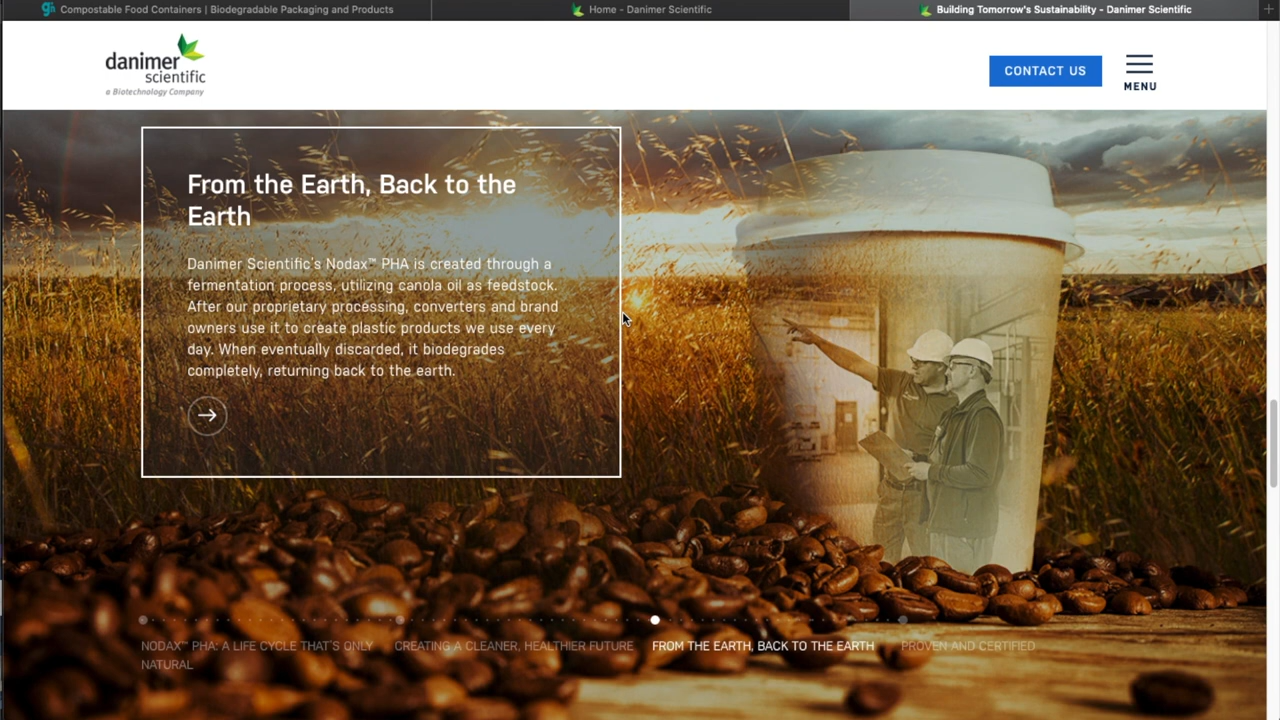 Compostable Food Containers | Biodegradable Packaging and Products
Home - Danimer Scientific
Building Tomorrow's Sustainability - Danimer Scientific
danimer
scientific
a Biotechnology Company
CONTACT US
MENU
From the Earth, Back to the
Earth
Danimer Scientific's Nodax™ PHA is created through a
fermentation process, utilizing canola oil as feedstock.
After our proprietary processing, converters and brand
owners use it to create plastic products we use every
day. When eventually discarded, it biodegrades
completely, returning back to the earth.
NODAX™ PHA: A LIFE CYCLE THAT'S ONLY
NATURAL
CREATING A CLEANER, HEALTHIER FUTURE
FROM THE EARTH, BACK TO THE EARTH
PROVEN AND CERTIFIED